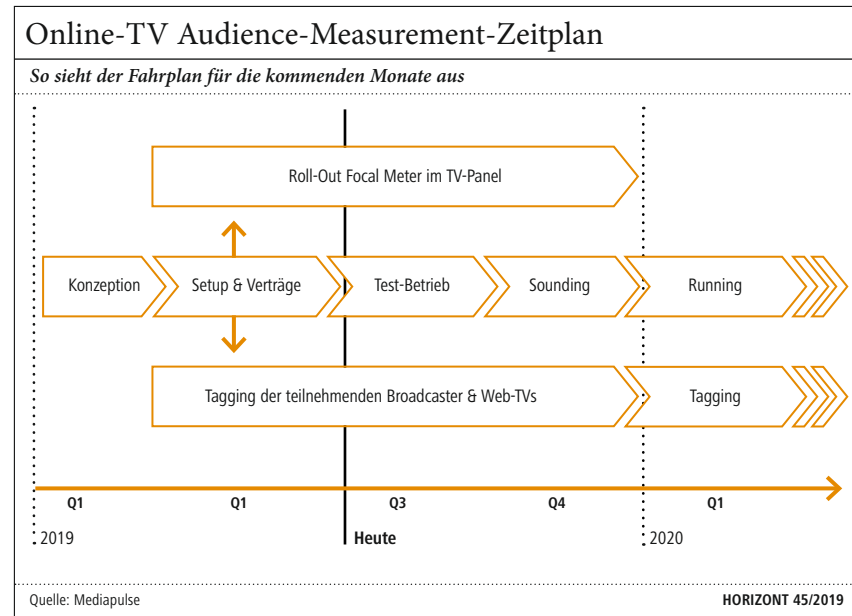 Online-TV Audience-Measurement-Zeitplan
So sieht der Fahrplan für die kommenden Monate aus
Roll-Out Focal Meter im TV-Panel
Konzeption
Setup & Verträge
Test-Betrieb
Sounding
Running
Tagging der teilnehmenden Broadcaster & Web-TVs
Tagging
Q1
Q1
Q3
Q4
Q1
2019
Heute
2020
Quelle: Mediapulse
HORIZONT 45/2019